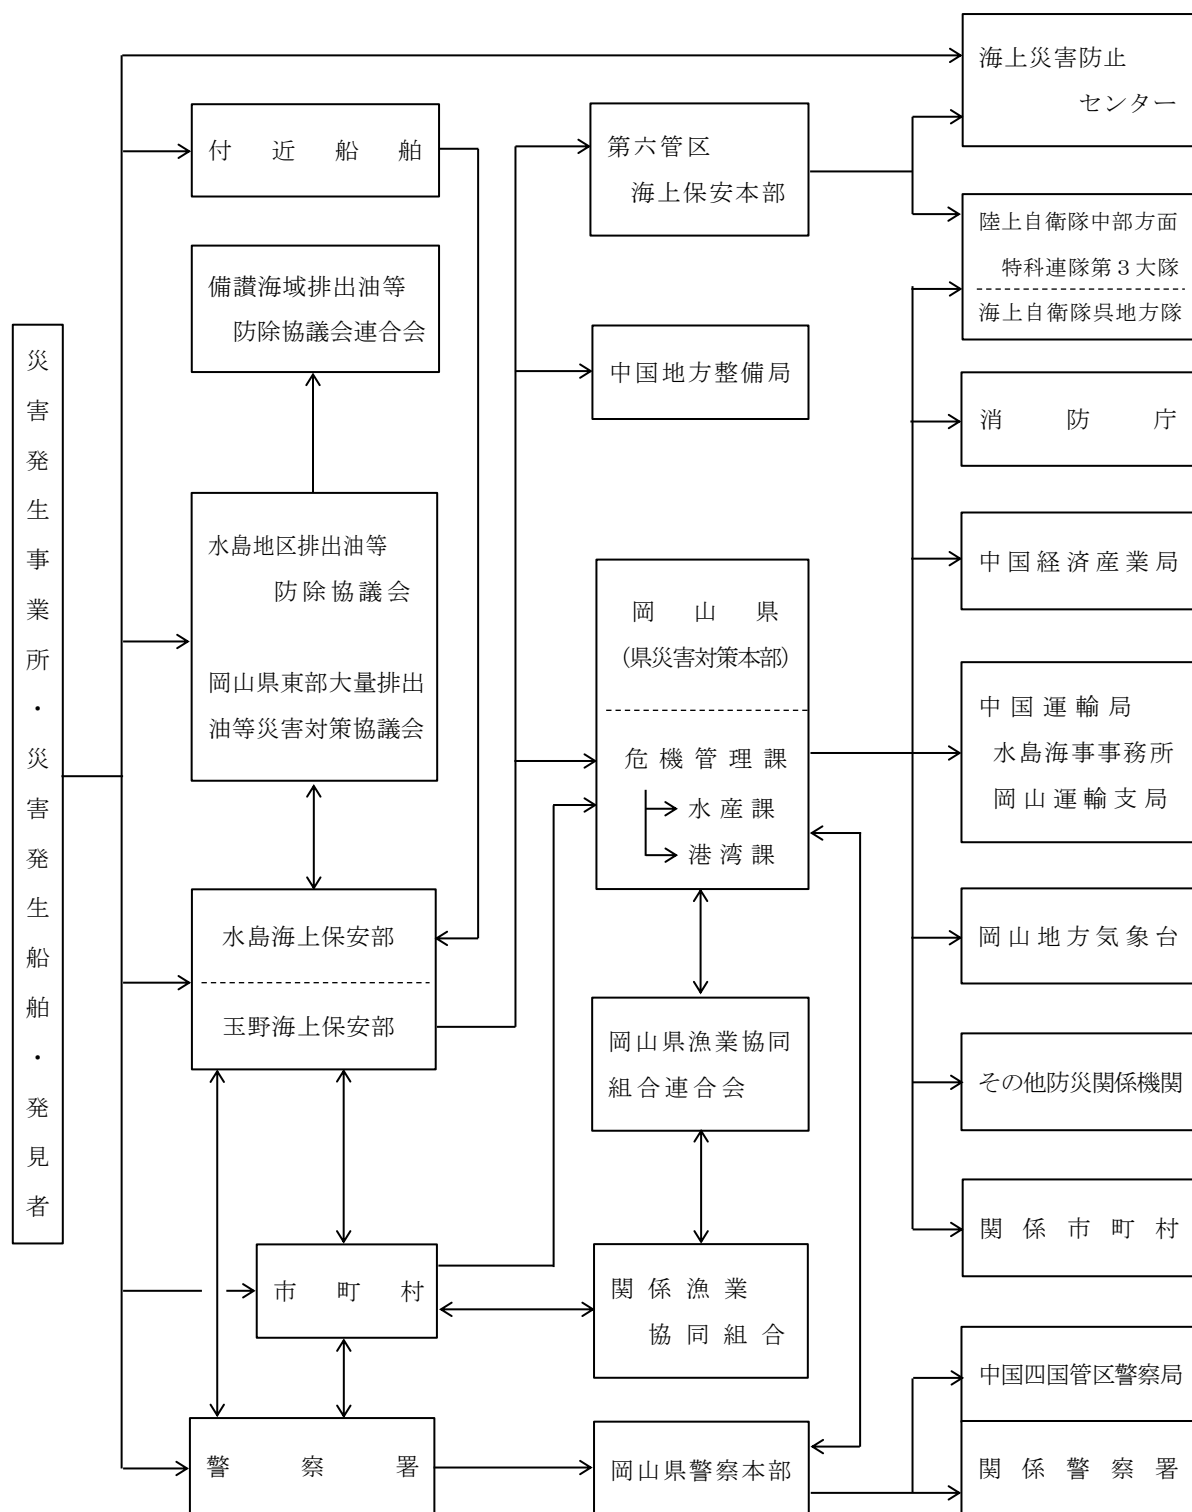 災害発生事業所・災害発生船舶・発見者
付近船舶
備讃海域排出油等
防除協議会連合会
水島地区排出油等
防除協議会
岡山県東部大量排出
油等災害対策協議会
水島海上保安部
玉野海上保安部
市町村
警察署
第六管区
海上保安本部
中国地方整備局
岡山県
(県災害対策本部)
危機管理課
水産課
港湾課
岡山県漁業協同
組合連合会
関係漁業
協同組合
岡山県警察本部
海上災害防止
センター
陸上自衛隊中部方面
特科連隊第3大隊
海上自衛隊呉地方隊
消防庁
中国経済産業局
中国運輸局
水島海事事務所
岡山運輸支局
岡山地方気象台
その他防災関係機関
関係市町村
中国四国管区警察局
関係警察署